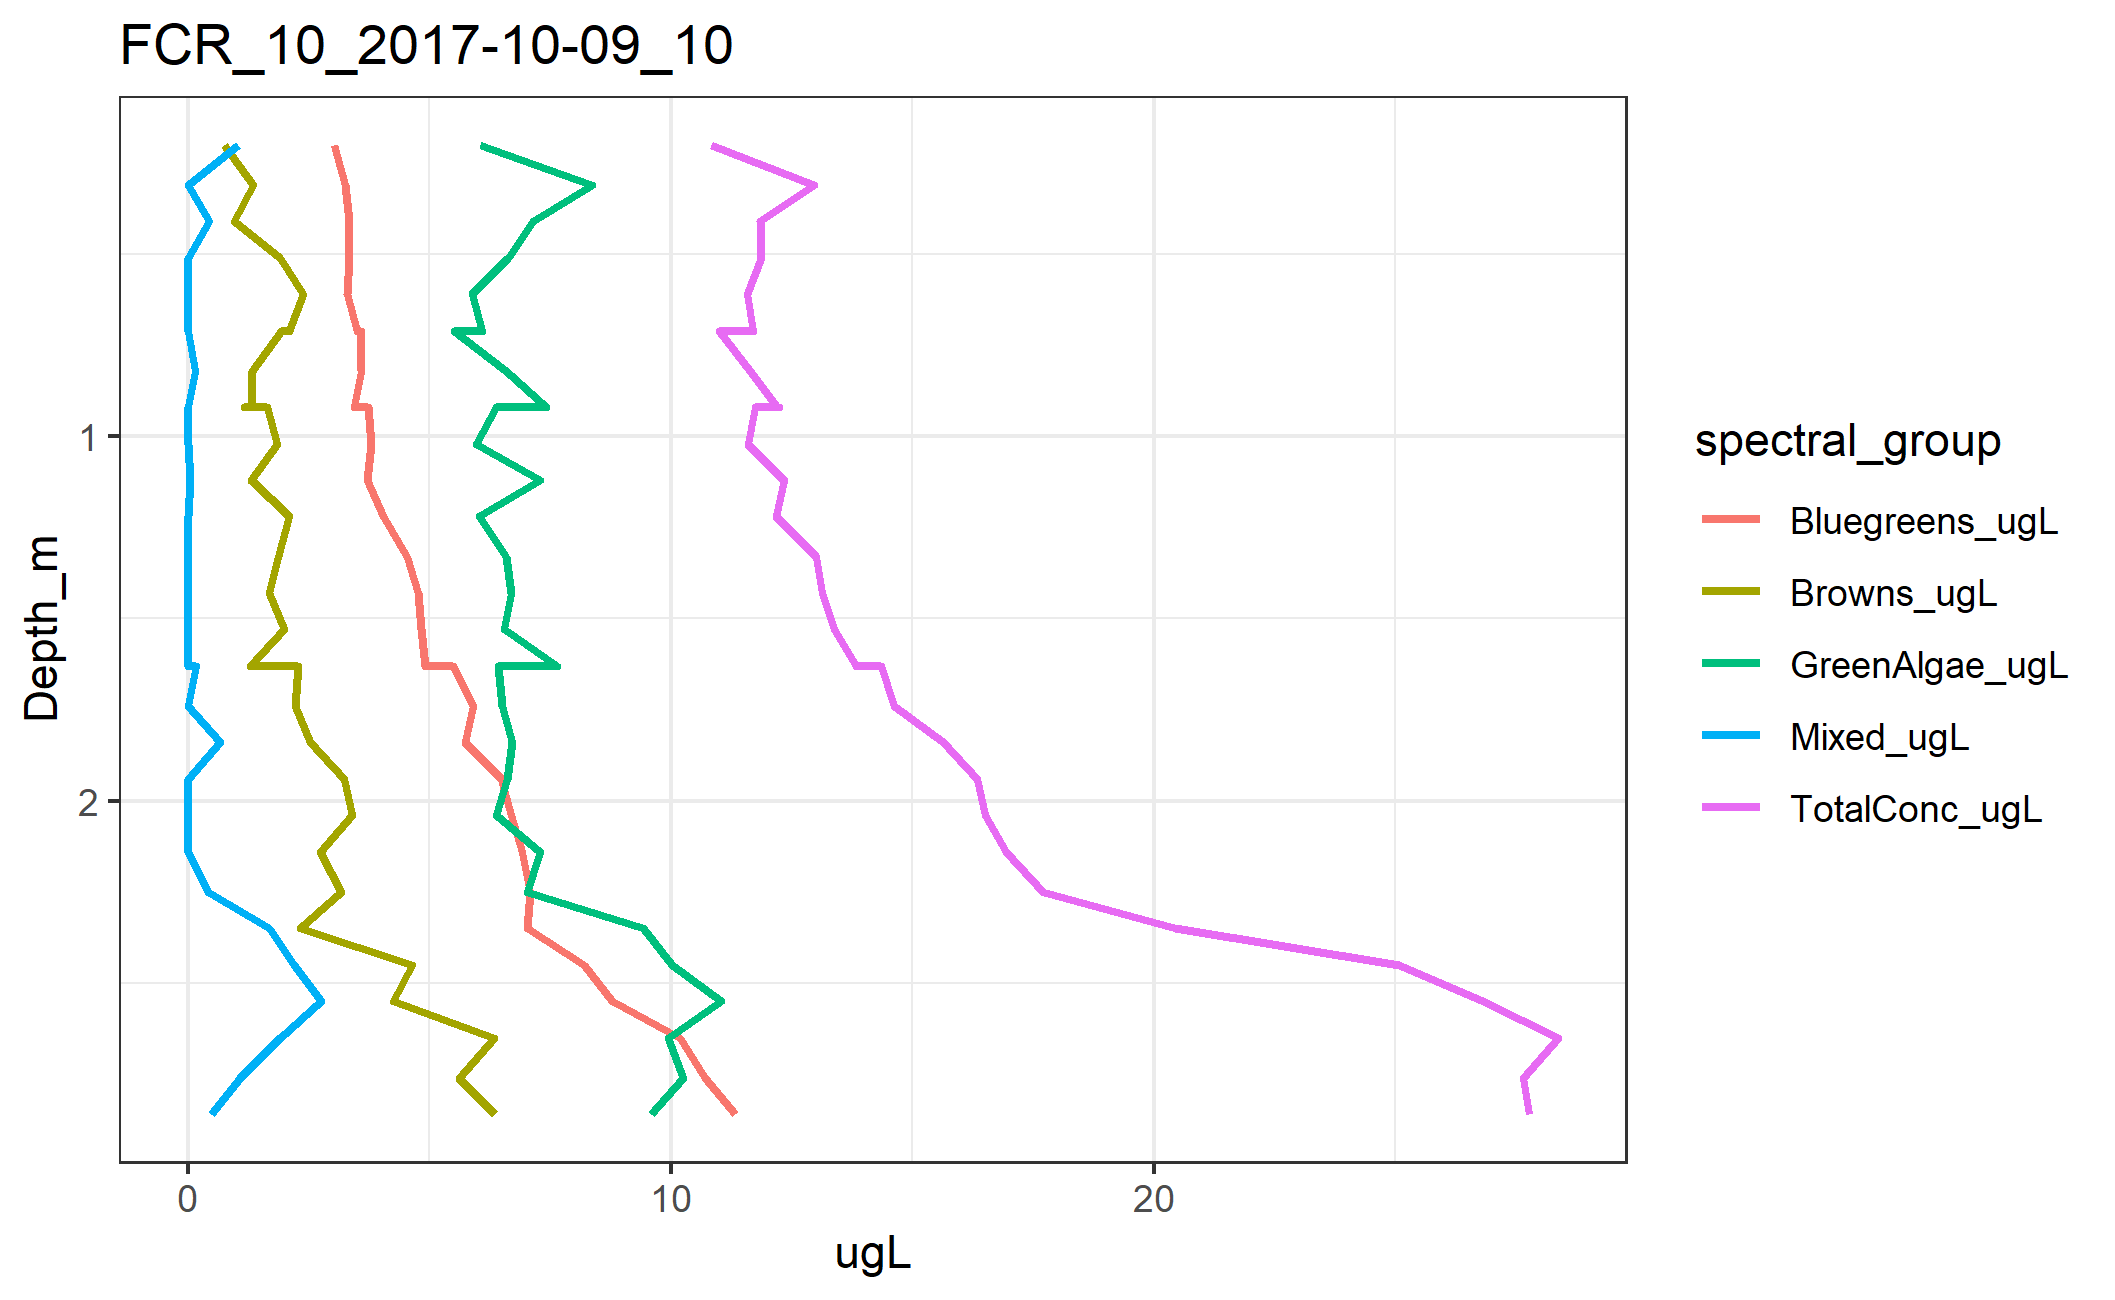 FCR_10_2017-10-09_10
Depth_m
1
2
0
10
20
ugL
spectral_group
Bluegreens_ugL
Browns_ugL
GreenAlgae_ugL
Mixed_ugL
TotalConc_ugL